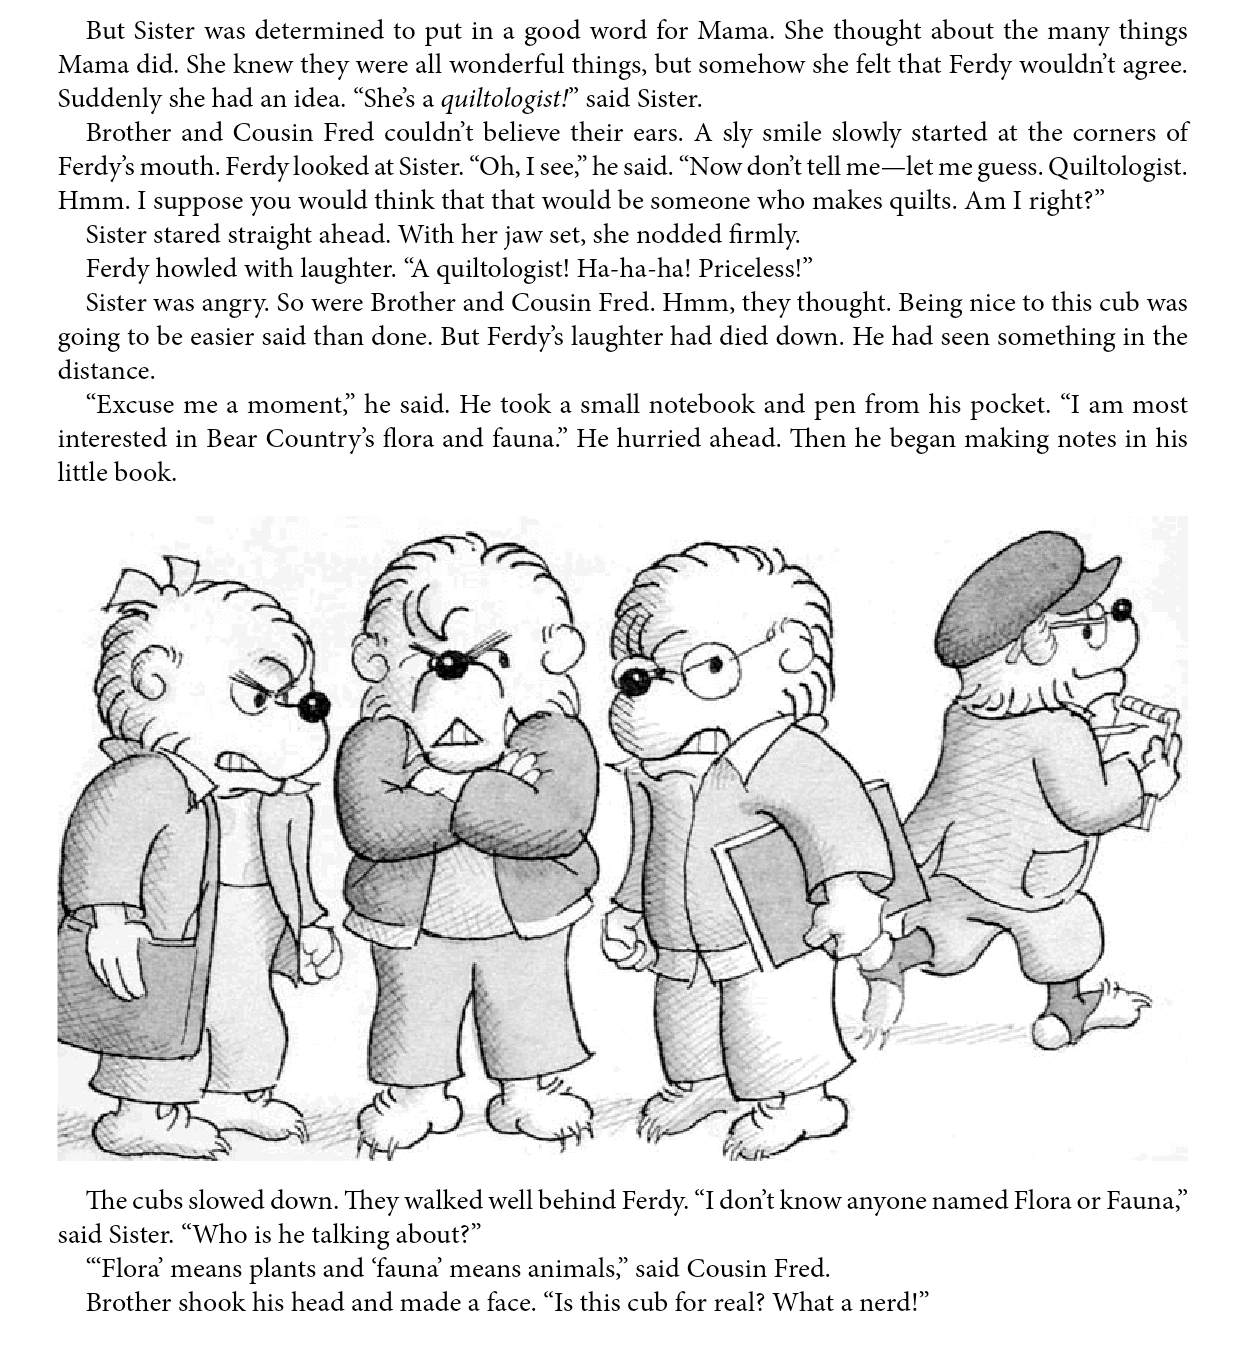 But Sister was determined to put in a good word for Mama. She thought about the many things
Mama did. She knew they were all wonderful things, but somehow she felt that Ferdy wouldn’t agree.
Suddenly she had an idea. “She’s a quiltologist!” said Sister.
Brother and Cousin Fred couldn’t believe their ears. A sly smile slowly started at the corners of
Ferdy’s mouth. Ferdy looked at Sister. “Oh, I see,” he said. “Now don’t tell me—let me guess. Quiltologist.
Hmm. I suppose you would think that that would be someone who makes quilts. Am I right?”
Sister stared straight ahead. With her jaw set, she nodded firmly.
Ferdy howled with laughter. “A quiltologist! Ha-ha-ha! Priceless!”
Sister was angry. So were Brother and Cousin Fred. Hmm, they thought. Being nice to this cub was
going to be easier said than done. But Ferdy’s laughter had died down. He had seen something in the
distance.
“Excuse me a moment,” he said. He took a small notebook and pen from his pocket. “I am most
interested in Bear Country’s flora and fauna.” He hurried ahead. Then he began making notes in his
little book.
The cubs slowed down. They walked well behind Ferdy. “I don’t know anyone named Flora or Fauna,”
said Sister. “Who is he talking about?”
“‘Flora’ means plants and ‘fauna’ means animals,” said Cousin Fred.
Brother shook his head and made a face. “Is this cub for real? What a nerd!”